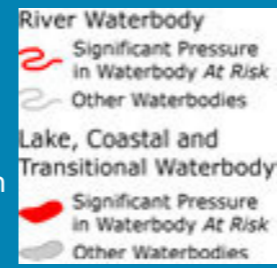 River Waterbody
Significant Pressure
in Waterbody At Risk
Other Waterbodies
Lake, Coastal and
Transitional Waterbody
Significant Pressure
in Waterbody At Risk
Other Waterbodies